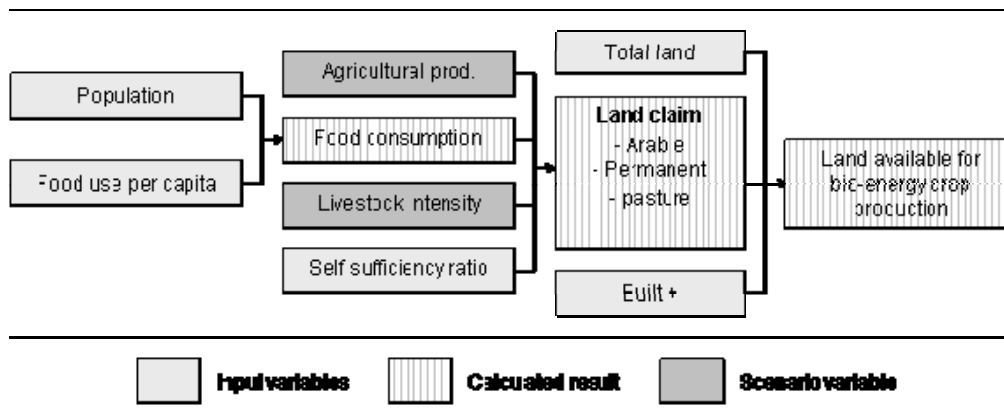 Population
Food use per capita
Agricultural prod.
Food consumption
Livestock intensity
Self sufficiency ratio
Total land
Land claim
- Arable
- Permanent
- pasture
Built +
Land available for
bio-energy crop
production
Input variables
Calculated result
Scenario variable